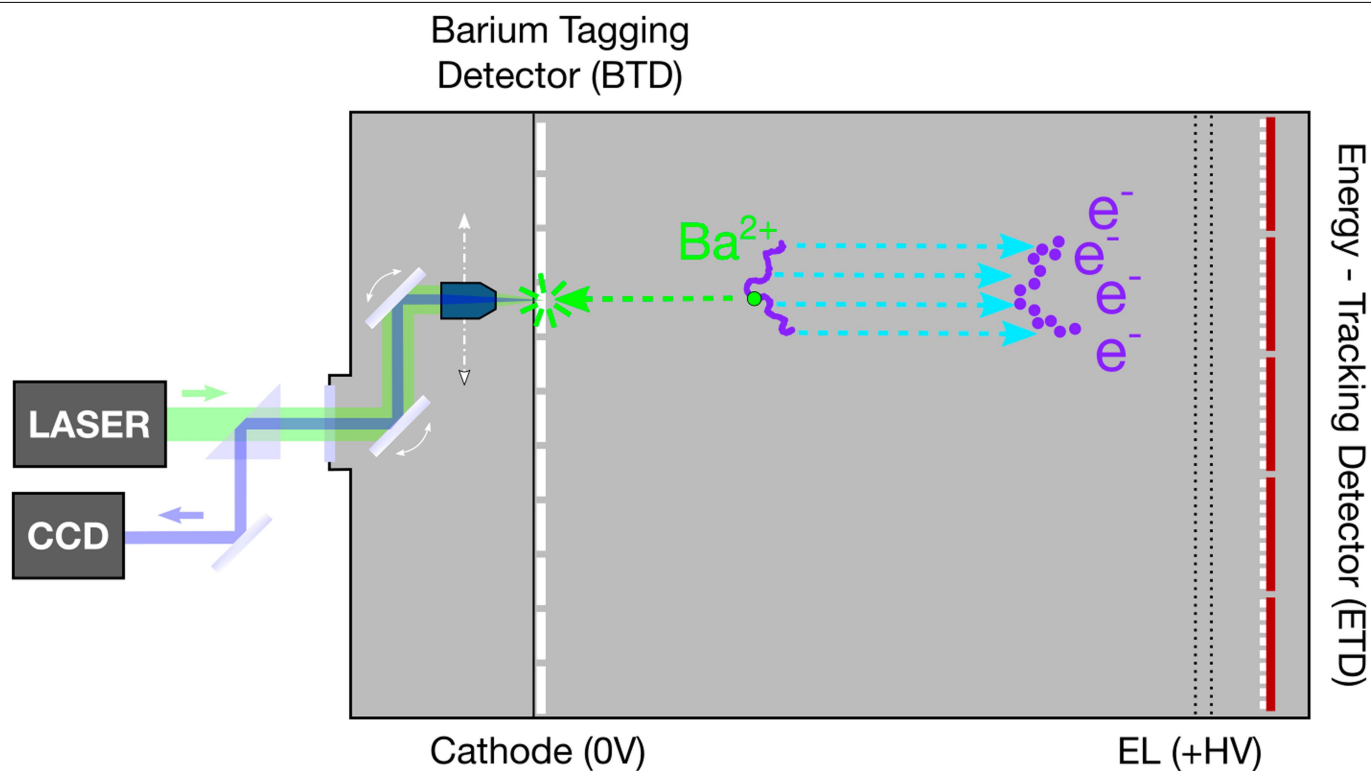 Barium Tagging
Detector (BTD)
Energy - Tracking Detector (ETD)
Ba²⁺
e⁻
e⁻
e⁻
e⁻
LASER
CCD
Cathode (0V)
EL (+HV)